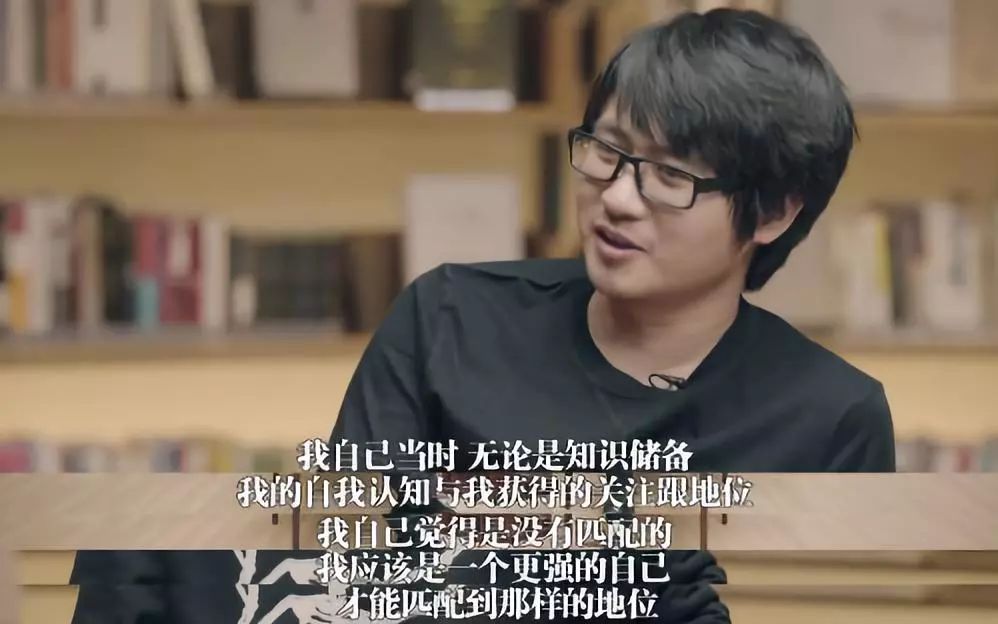 我自己当时 无论是知识储备
我的自我认知与我获得的关注跟地位
我自己觉得是没有匹配的
我应该是一个更强的自己
才能匹配到那样的地位